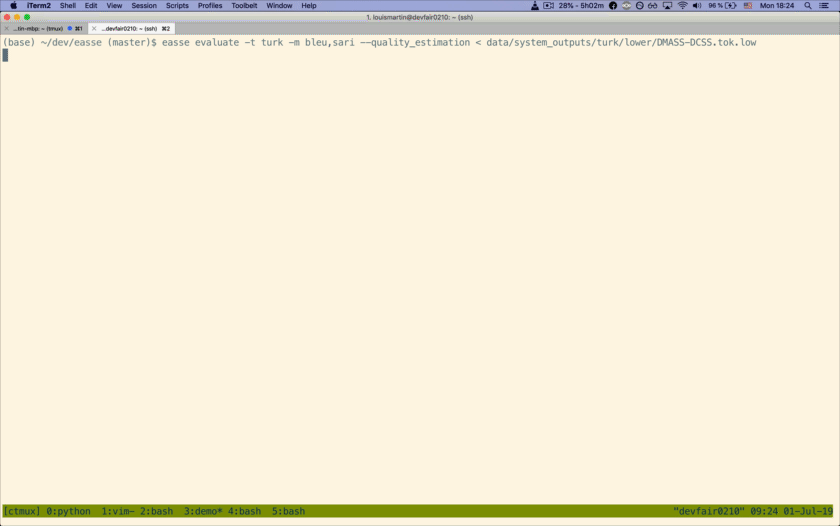 iTerm2 Shell Edit View Session Scripts Profiles Toolbelt Window Help 28% - 5h02m 96% Mon 18:24
1. louismartin@devfair0210: ~ (ssh)
...tin-mbp: ~ (tmux) ⌘1 ...devfair0210: ~ (ssh) ⌘2
(base) ~/dev/easse (master)$ easse evaluate -t turk -m bleu,sari --quality_estimation < data/system_outputs/turk/lower/DMASS-DCSS.tok.low
[ctmux] 0:python 1:vim- 2:bash 3:demo* 4:bash 5:bash "devfair0210" 09:24 01-Jul-19